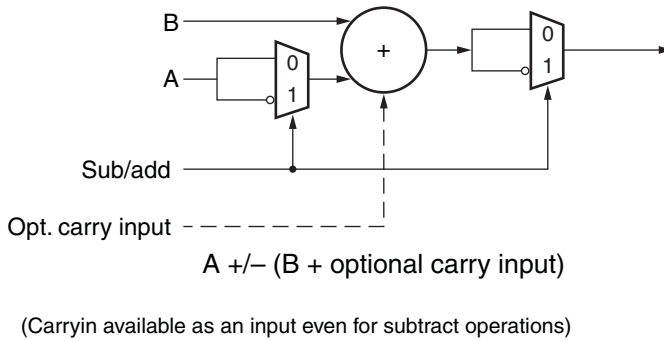 B
A
0
1
+
0
1
Sub/add
Opt. carry input
A +/– (B + optional carry input)
(Carryin available as an input even for subtract operations)